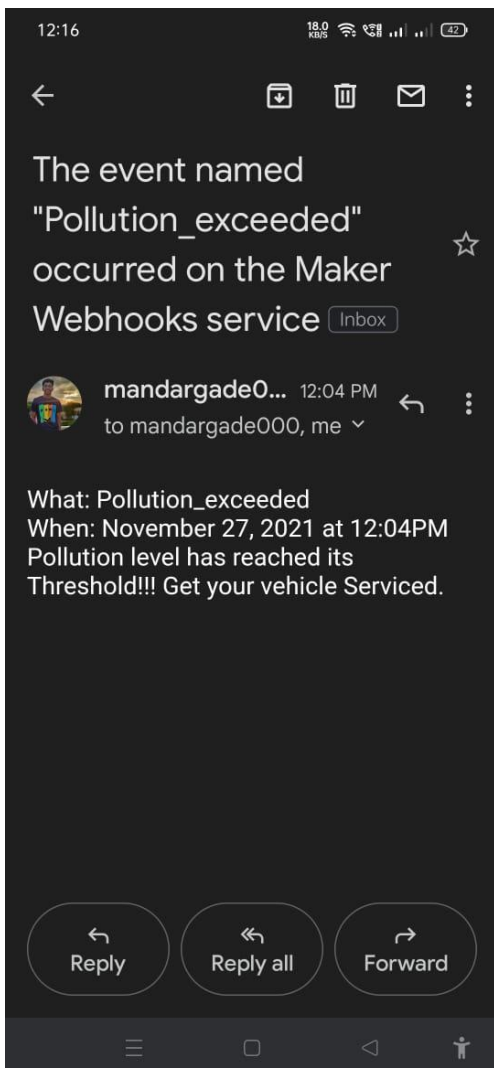 12:16
18.0
KB/S
42
The event named
"Pollution_exceeded"
occurred on the Maker
Webhooks service Inbox
mandargade0... 12:04 PM
to mandargade000, me
What: Pollution_exceeded
When: November 27, 2021 at 12:04PM
Pollution level has reached its
Threshold!!! Get your vehicle Serviced.
Reply
Reply all
Forward